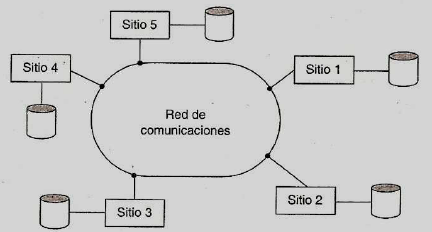 Sitio 5
Sitio 4
Sitio 1
Red de
comunicaciones
Sitio 3
Sitio 2